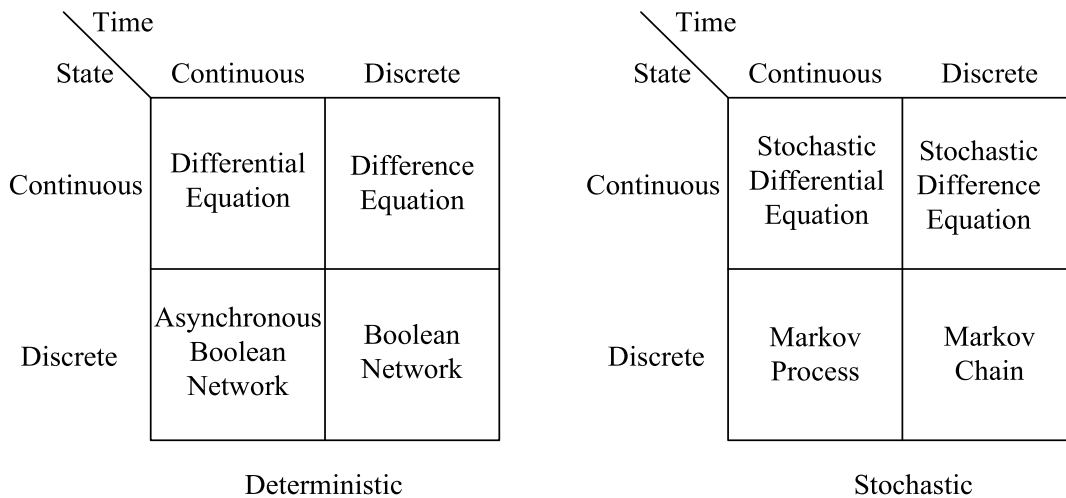 Time
State
Continuous
Discrete
Continuous
Differential
Equation
Difference
Equation
Discrete
Asynchronous
Boolean
Network
Boolean
Network
Deterministic
Time
State
Continuous
Discrete
Continuous
Stochastic
Differential
Equation
Stochastic
Difference
Equation
Discrete
Markov
Process
Markov
Chain
Stochastic